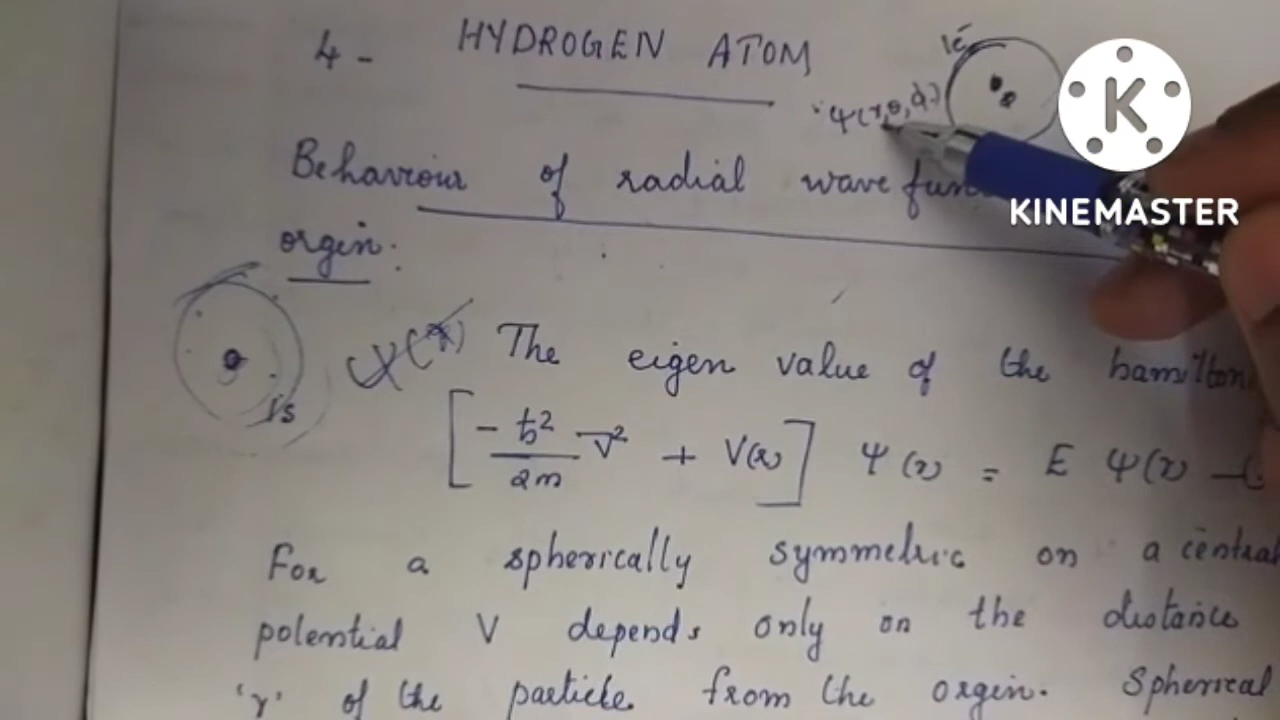 4 - HYDROGEN ATOM
1e
ψ(r,θ,φ)
K
KINEMASTER
Behaviour of radial wave fun
orgin:
1s
The eigen value of the hamilton
[-ℏ²/2m ∇² + V(r)] Ψ(r) = E Ψ(r) —(
For a spherically symmetric on a central
potential V depends only on the distance
'r' of the particle from the orgin. Spherical